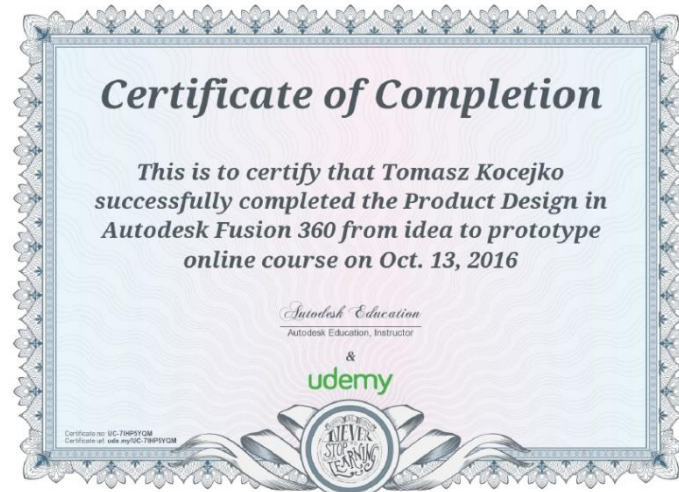 Certificate of Completion
This is to certify that Tomasz Kocejko
successfully completed the Product Design in
Autodesk Fusion 360 from idea to prototype
online course on Oct. 13, 2016
Autodesk Education
Autodesk Education, Instructor
&
udemy
Certificate no: UC-7IHP5YQM
Certificate url: ude.my/UC-7IHP5YQM
NEVER
STOP
LEARNING